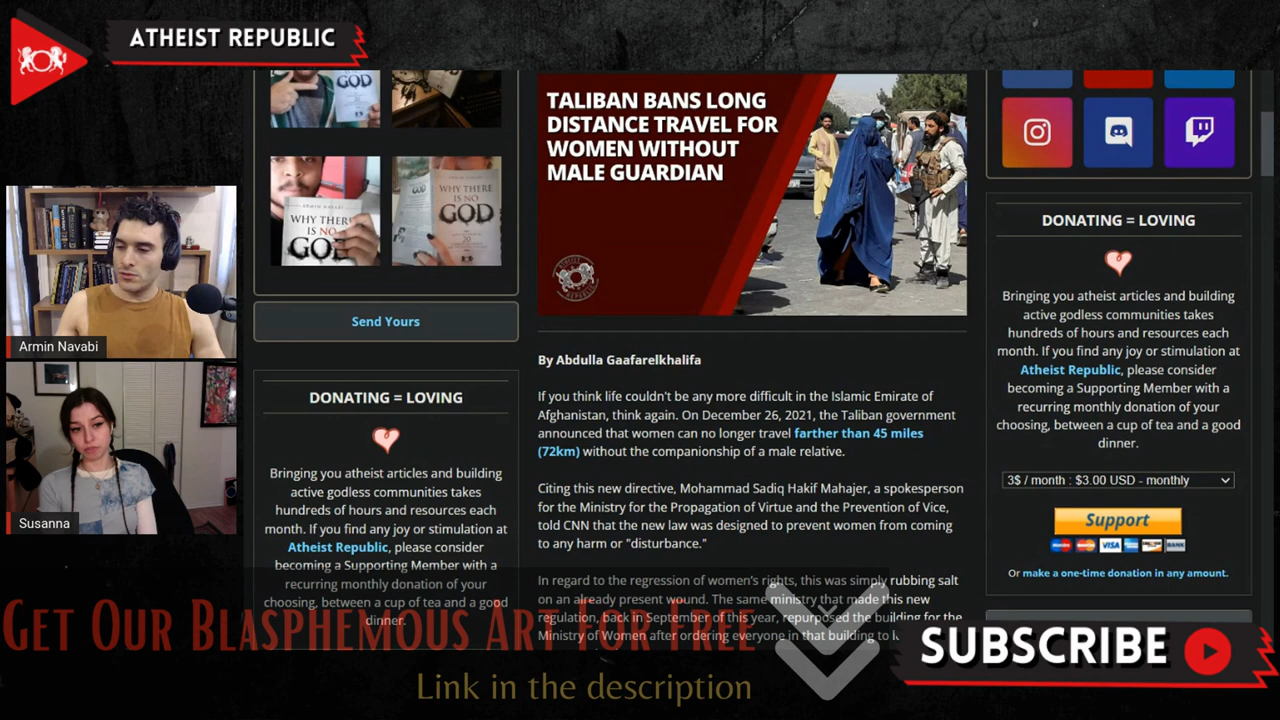 ATHEIST REPUBLIC
GOD
WHY THERE
IS NO
GOD
WHY THERE
IS NO
GOD
20
Send Yours
DONATING = LOVING
Bringing you atheist articles and building
active godless communities takes
hundreds of hours and resources each
month. If you find any joy or stimulation at
Atheist Republic, please consider
becoming a Supporting Member with a
recurring monthly donation of your
choosing, between a cup of tea and a good
dinner.
TALIBAN BANS LONG
DISTANCE TRAVEL FOR
WOMEN WITHOUT
MALE GUARDIAN
By Abdulla Gaafarelkhalifa
If you think life couldn't be any more difficult in the Islamic Emirate of
Afghanistan, think again. On December 26, 2021, the Taliban government
announced that women can no longer travel farther than 45 miles
(72km) without the companionship of a male relative.
Citing this new directive, Mohammad Sadiq Hakif Mahajer, a spokesperson
for the Ministry for the Propagation of Virtue and the Prevention of Vice,
told CNN that the new law was designed to prevent women from coming
to any harm or "disturbance."
In regard to the regression of women's rights, this was simply rubbing salt
on an already present wound. The same ministry that made this new
regulation, back in September of this year, repurposed the building for the
Ministry of Women after ordering everyone in that building to
DONATING = LOVING
Bringing you atheist articles and building
active godless communities takes
hundreds of hours and resources each
month. If you find any joy or stimulation at
Atheist Republic, please consider
becoming a Supporting Member with a
recurring monthly donation of your
choosing, between a cup of tea and a good
dinner.
3$ / month : $3.00 USD - monthly
Support
VISA
BANK
Or make a one-time donation in any amount.
Armin Navabi
Susanna
Get Our Blasphemous Art For Free
Link in the description
SUBSCRIBE